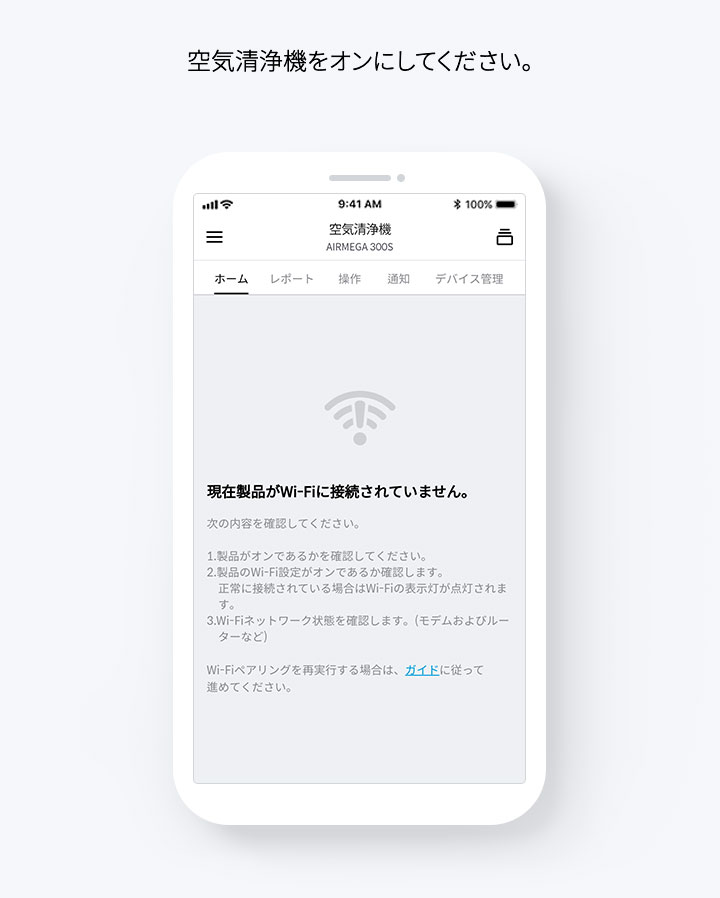 空気清浄機をオンにしてください。
9:41 AM
100%
空気清浄機
AIRMEGA 300S
ホーム レポート 操作 通知 デバイス管理
現在製品がWi-Fiに接続されていません。
次の内容を確認してください。
1.製品がオンであるかを確認してください。
2.製品のWi-Fi設定がオンであるか確認します。
正常に接続されている場合はWi-Fiの表示灯が点灯されま
す。
3.Wi-Fiネットワーク状態を確認します。(モデムおよびルー
ターなど)
Wi-Fiペアリングを再実行する場合は、ガイドに従って
進めてください。